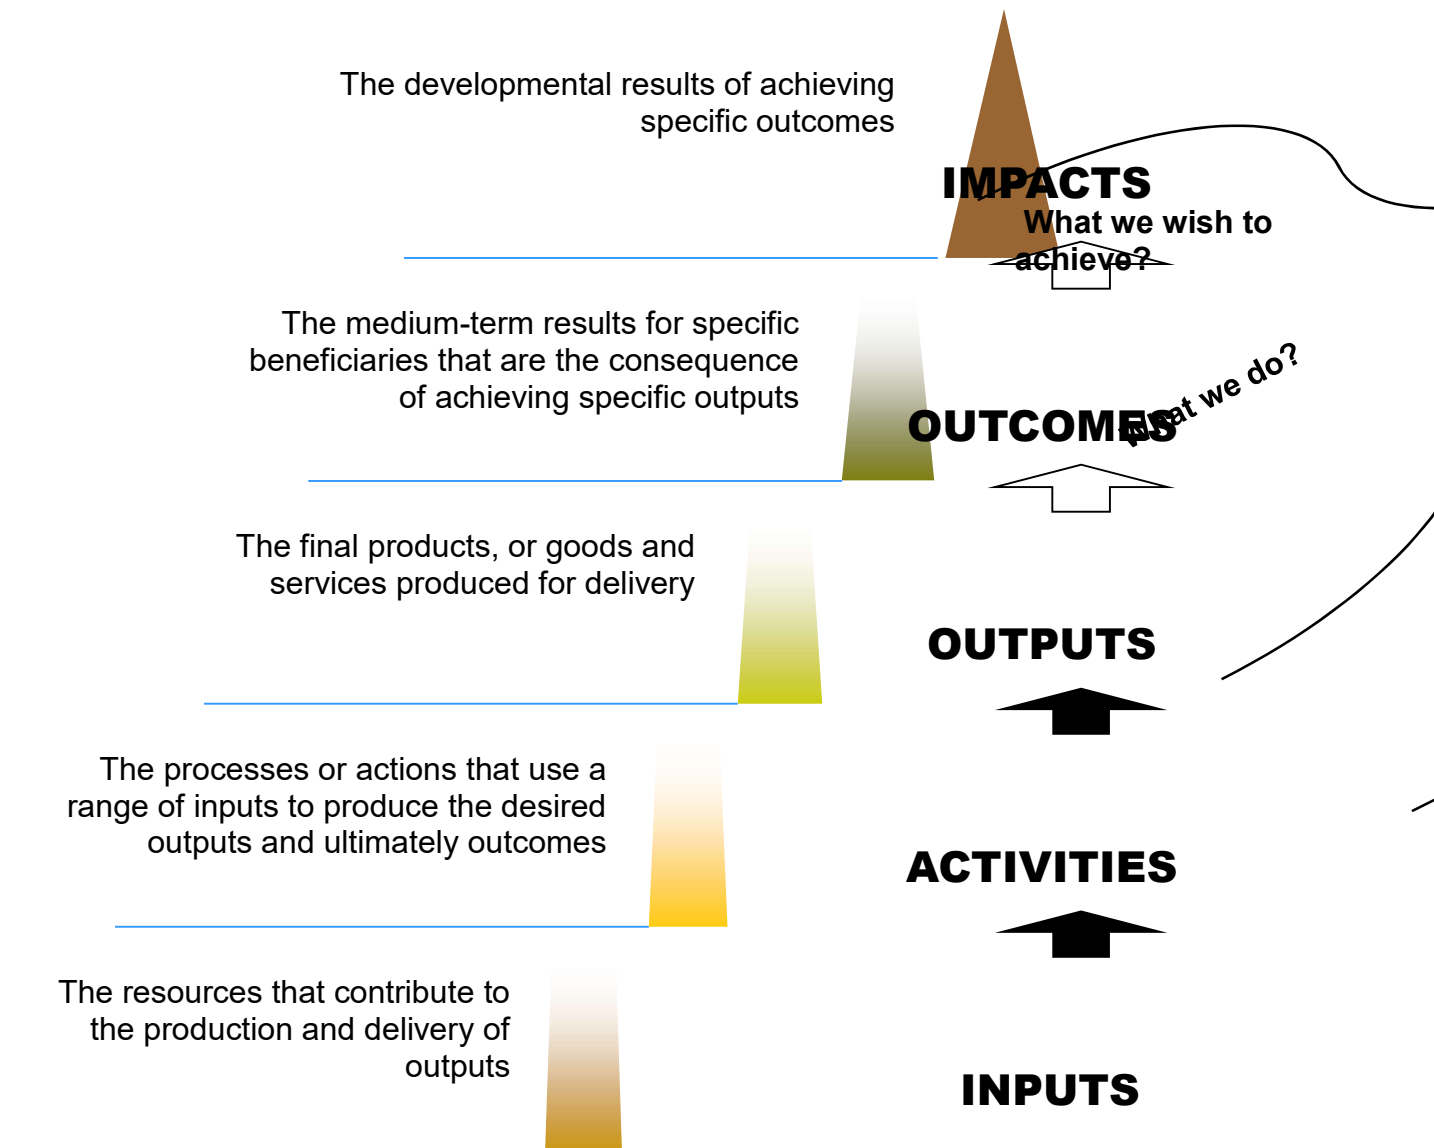 The developmental results of achieving
specific outcomes
IMPACTS
What we wish to
achieve?
The medium-term results for specific
beneficiaries that are the consequence
of achieving specific outputs
What we do?
OUTCOMES
The final products, or goods and
services produced for delivery
OUTPUTS
The processes or actions that use a
range of inputs to produce the desired
outputs and ultimately outcomes
ACTIVITIES
The resources that contribute to
the production and delivery of
outputs
INPUTS